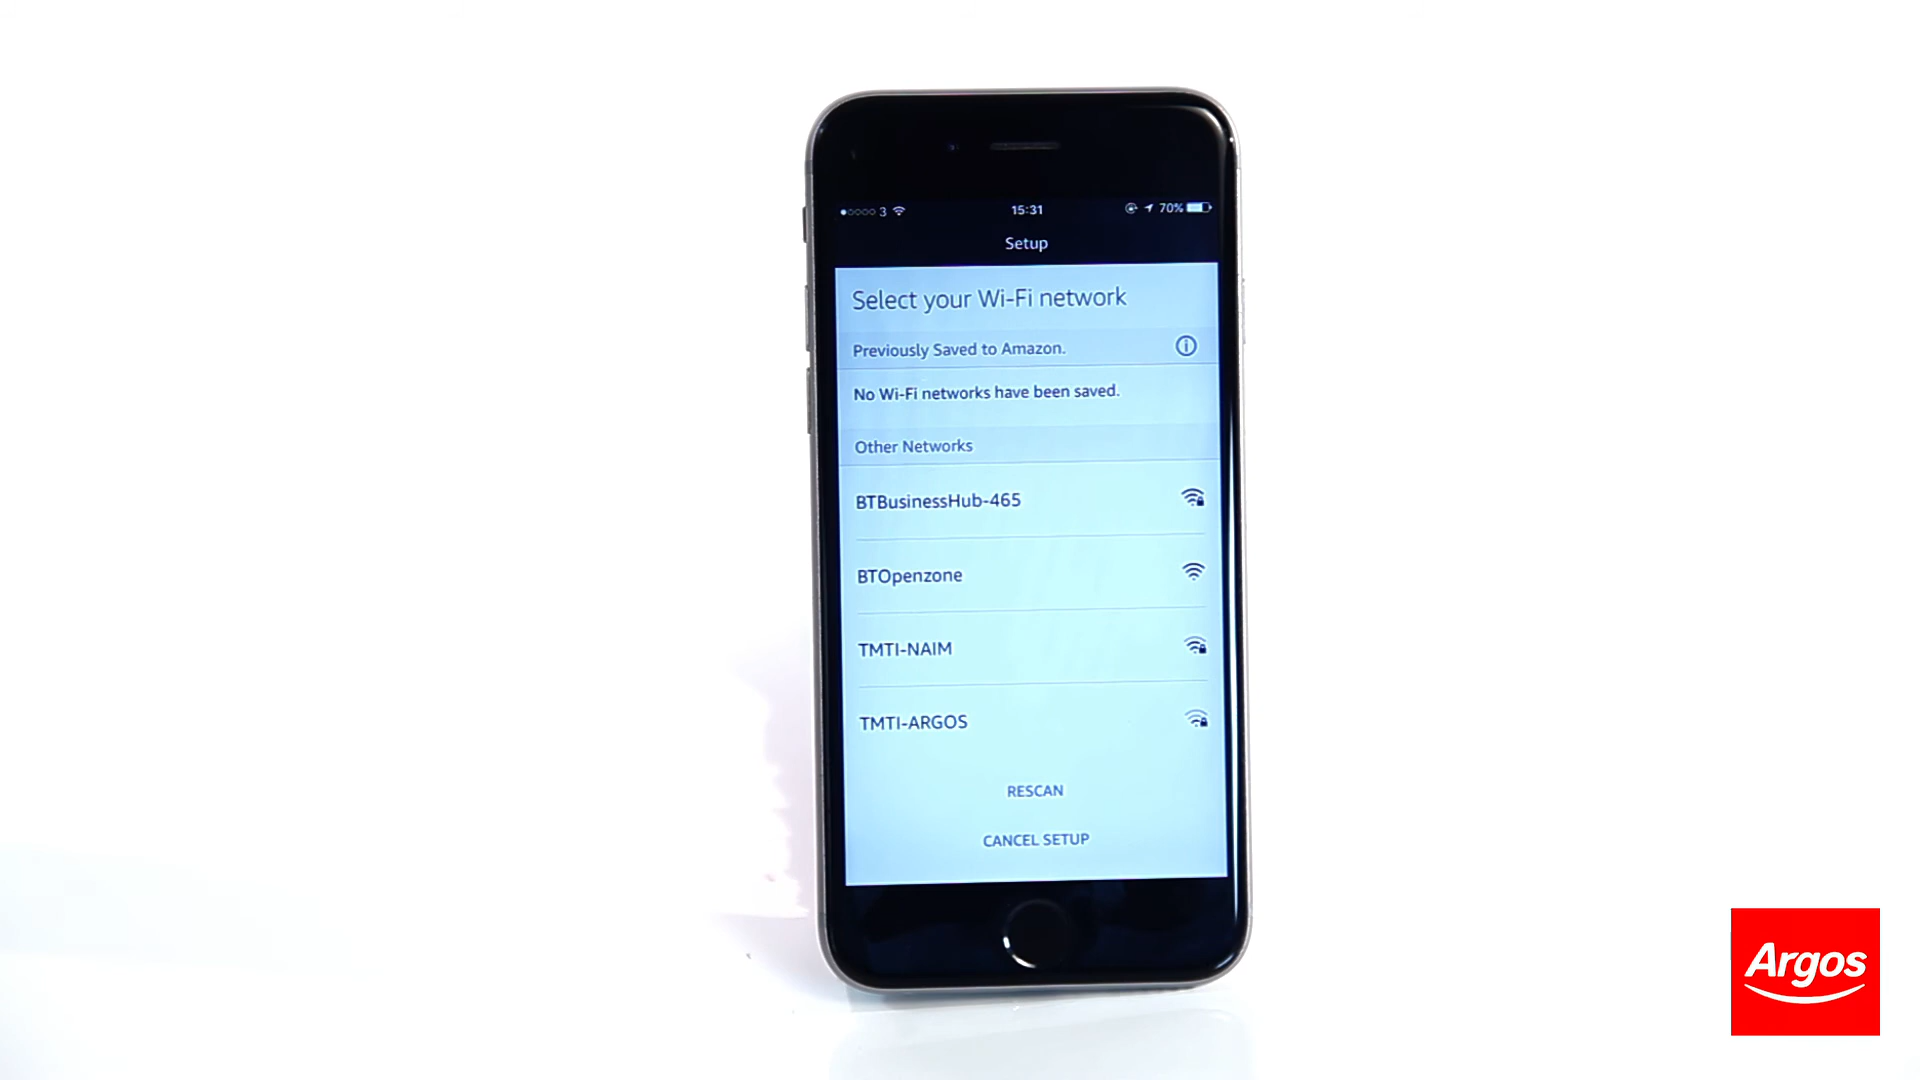 3
15:31
70%
Setup
Select your Wi-Fi network
Previously Saved to Amazon.
No Wi-Fi networks have been saved.
Other Networks
BTBusinessHub-465
BTOpenzone
TMTI-NAIM
TMTI-ARGOS
RESCAN
CANCEL SETUP
Argos